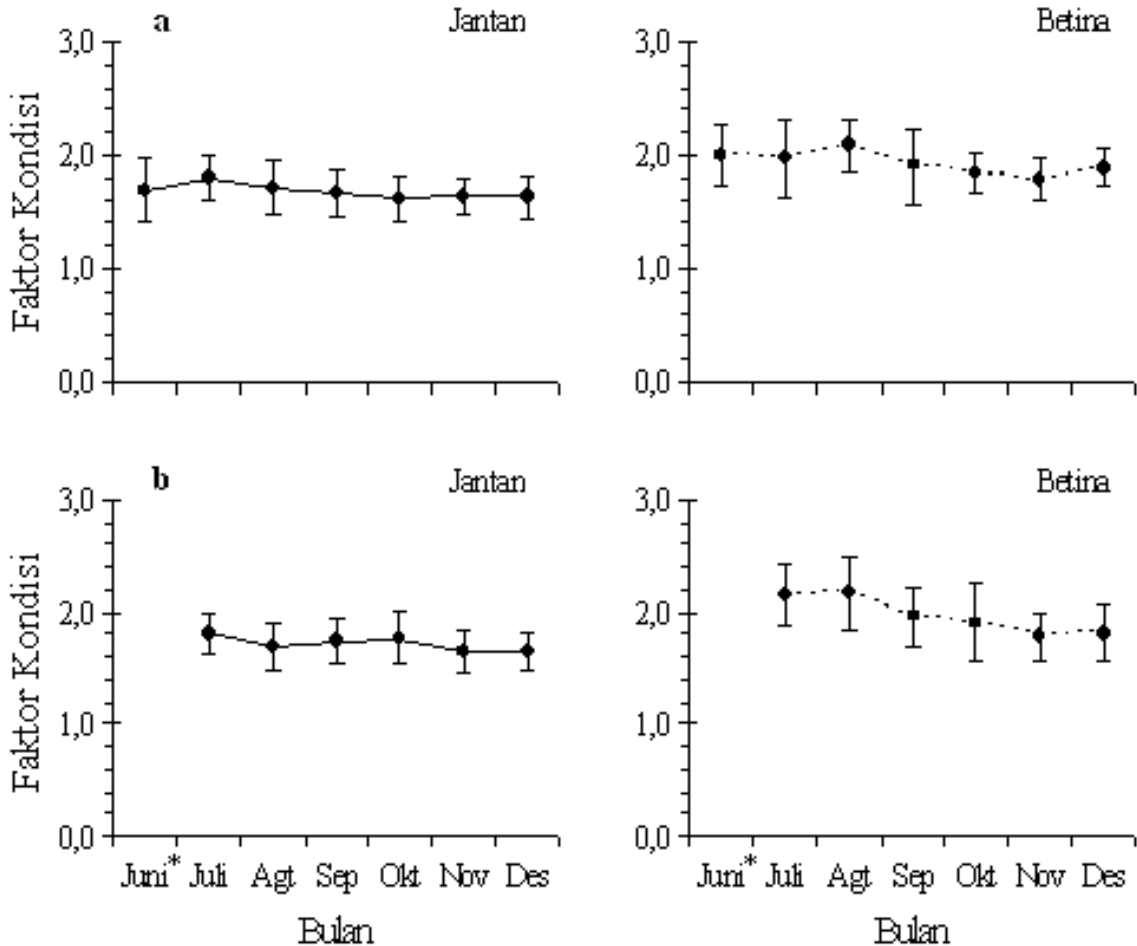 a Jantan Betina
Faktor Kondisi
3,0 3,0
2,0 2,0
1,0 1,0
0,0 0,0
b Jantan Betina
Faktor Kondisi
3,0 3,0
2,0 2,0
1,0 1,0
0,0 0,0
Juni* Juli Agt Sep Okt Nov Des Juni* Juli Agt Sep Okt Nov Des
Bulan Bulan